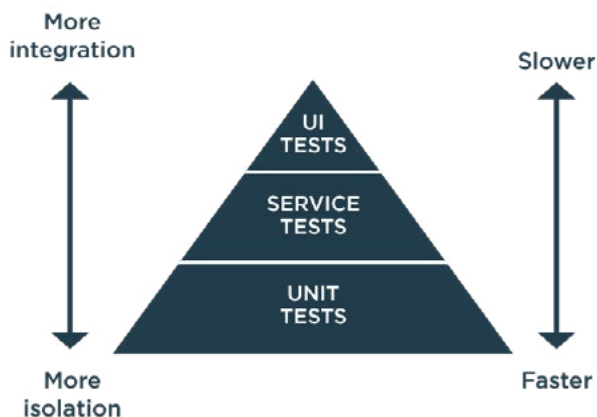 More
integration
Slower
UI
TESTS
SERVICE
TESTS
UNIT
TESTS
More
isolation
Faster